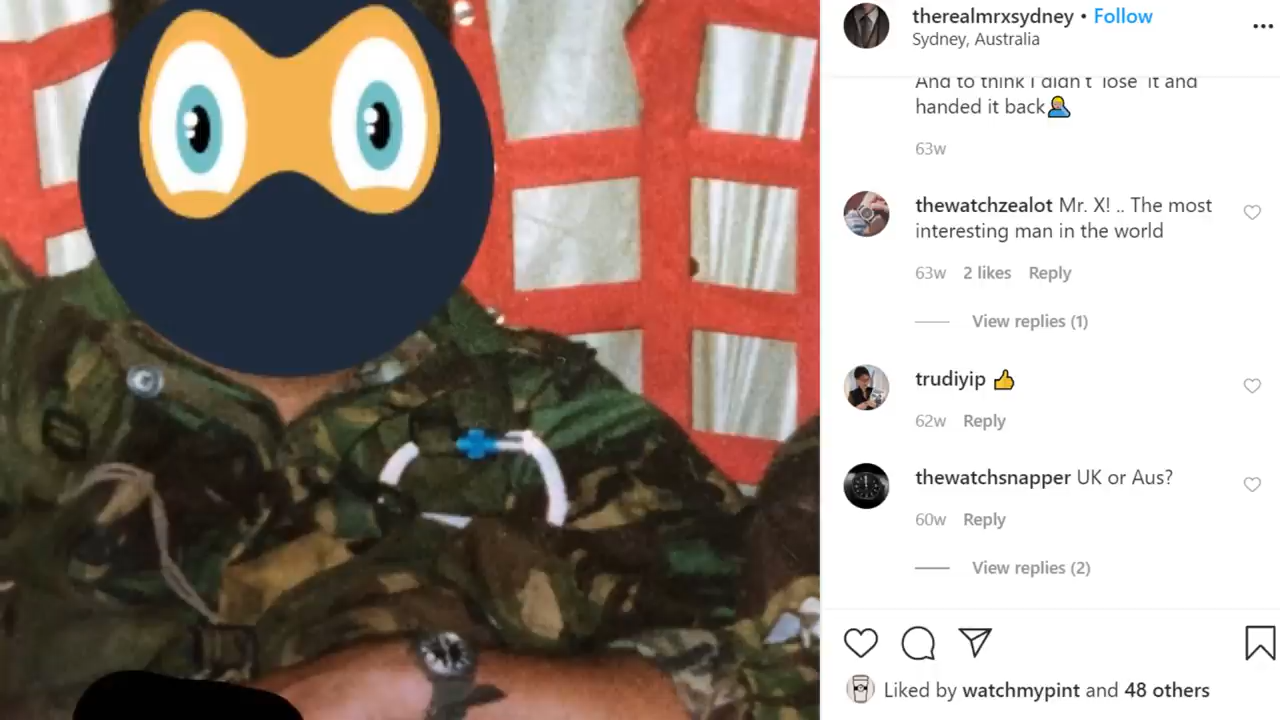 therealmrxsydney • Follow
Sydney, Australia
And to think I didn't 'lose' it and
handed it back
63w
thewatchzealot Mr. X! .. The most
interesting man in the world
63w 2 likes Reply
View replies (1)
trudiyip
62w Reply
thewatchsnapper UK or Aus?
60w Reply
View replies (2)
Liked by watchmypint and 48 others